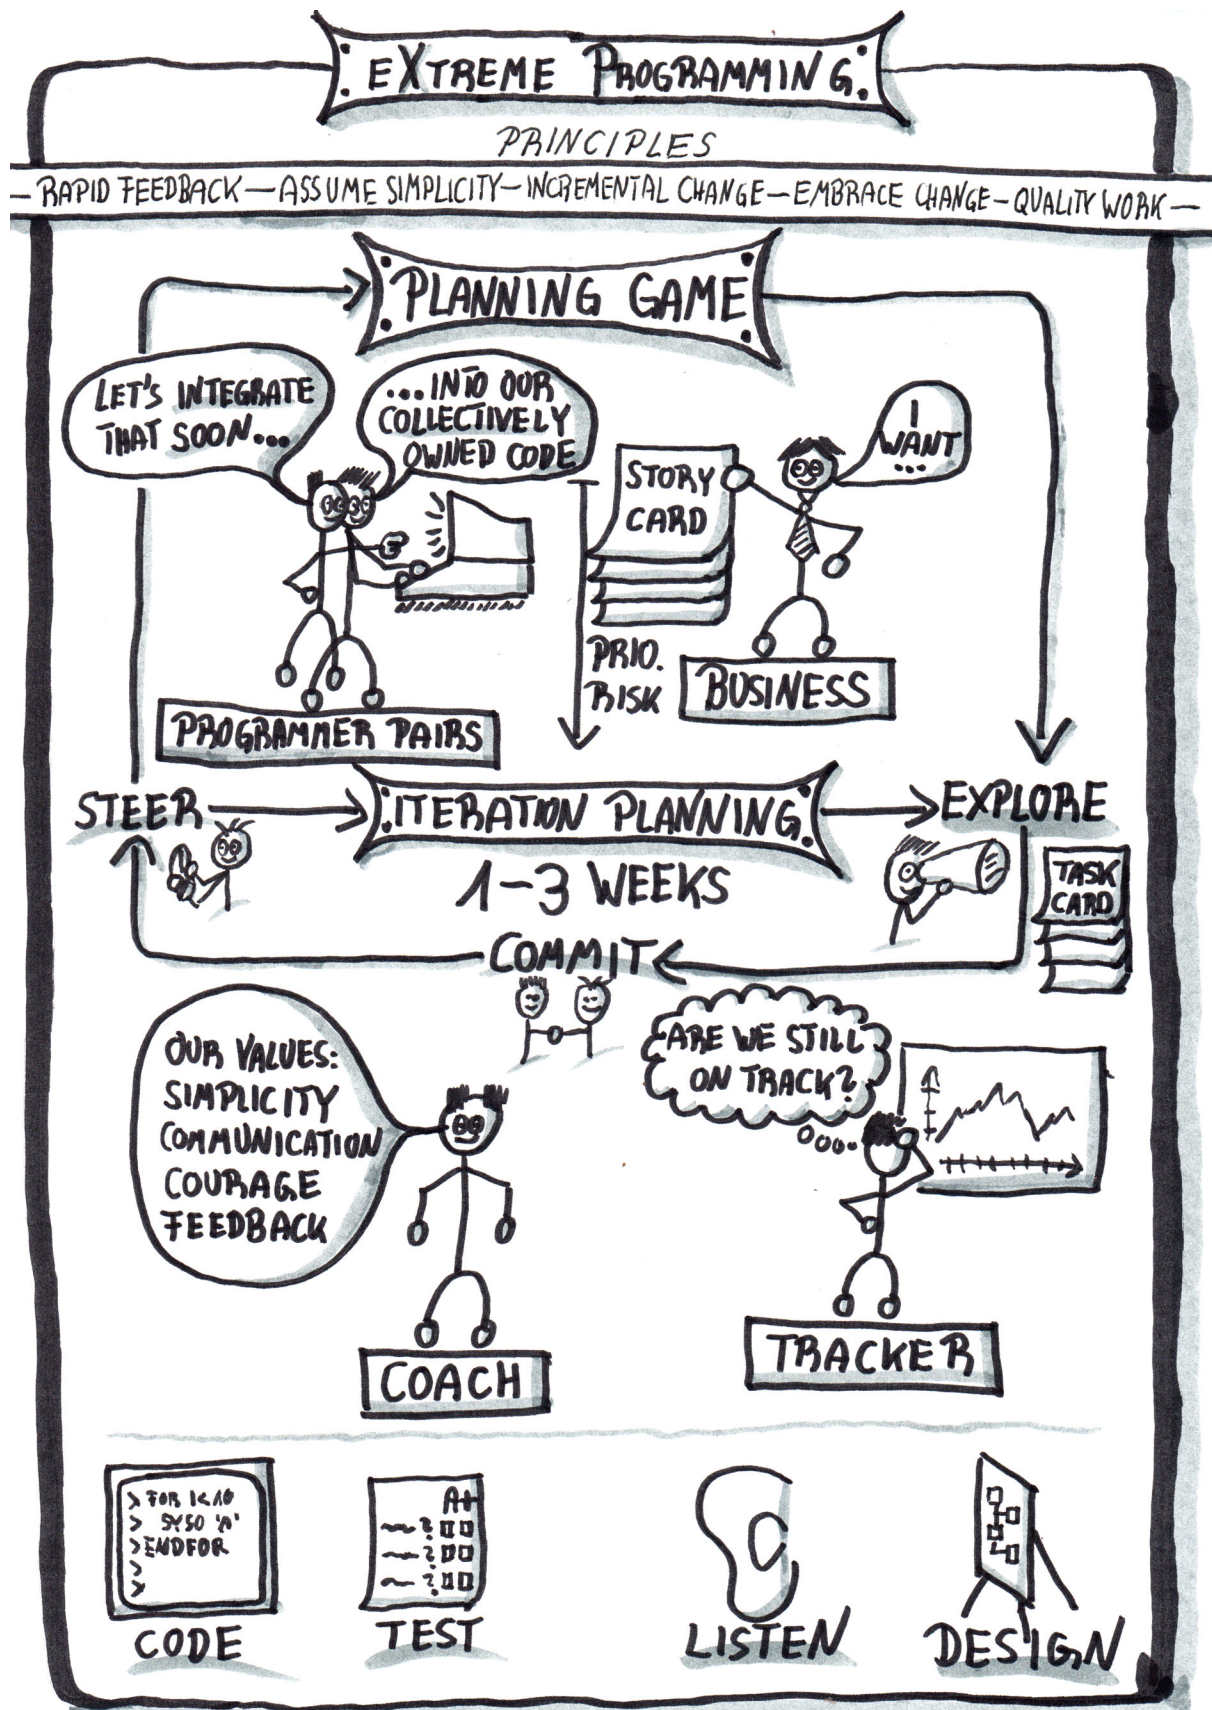 EXTREME PROGRAMMING
PRINCIPLES
— RAPID FEEDBACK — ASSUME SIMPLICITY — INCREMENTAL CHANGE — EMBRACE CHANGE — QUALITY WORK —
PLANNING GAME
LET'S INTEGRATE
THAT SOON...
...INTO OUR
COLLECTIVELY
OWNED CODE
STORY
CARD
I
WANT
...
PRIO.
RISK
PROGRAMMER PAIRS
BUSINESS
STEER
ITERATION PLANNING
EXPLORE
1-3 WEEKS
TASK
CARD
COMMIT
OUR VALUES:
SIMPLICITY
COMMUNICATION
COURAGE
FEEDBACK
ARE WE STILL
ON TRACK?
COACH
TRACKER
> FOR I<10
> SYSO 'A'
> ENDFOR
>
>
A+
?
?
?
CODE
TEST
LISTEN
DESIGN